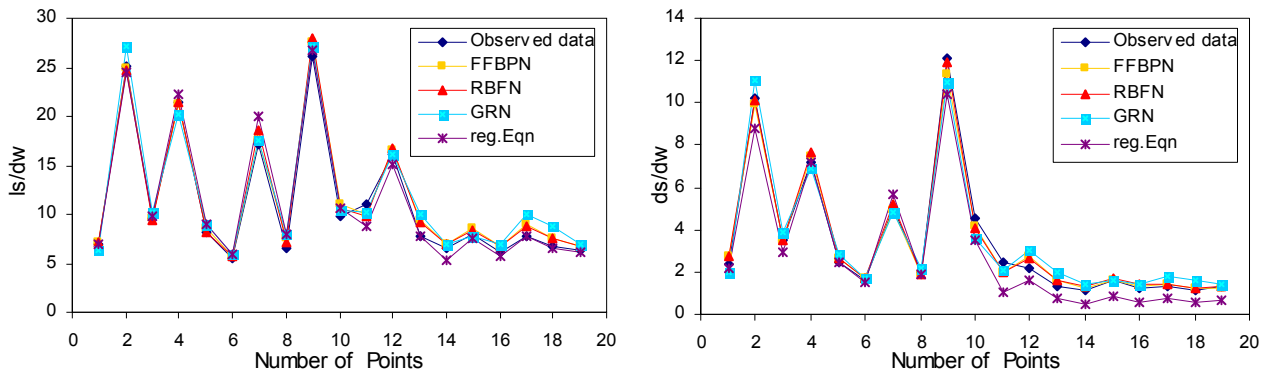 ls/dw
30
25
20
15
10
5
0
0 2 4 6 8 10 12 14 16 18 20
Number of Points
Observed data
FFBPN
RBFN
GRN
reg.Eqn
ds/dw
14
12
10
8
6
4
2
0
0 2 4 6 8 10 12 14 16 18 20
Number of Points
Observed data
FFBPN
RBFN
GRN
reg.Eqn